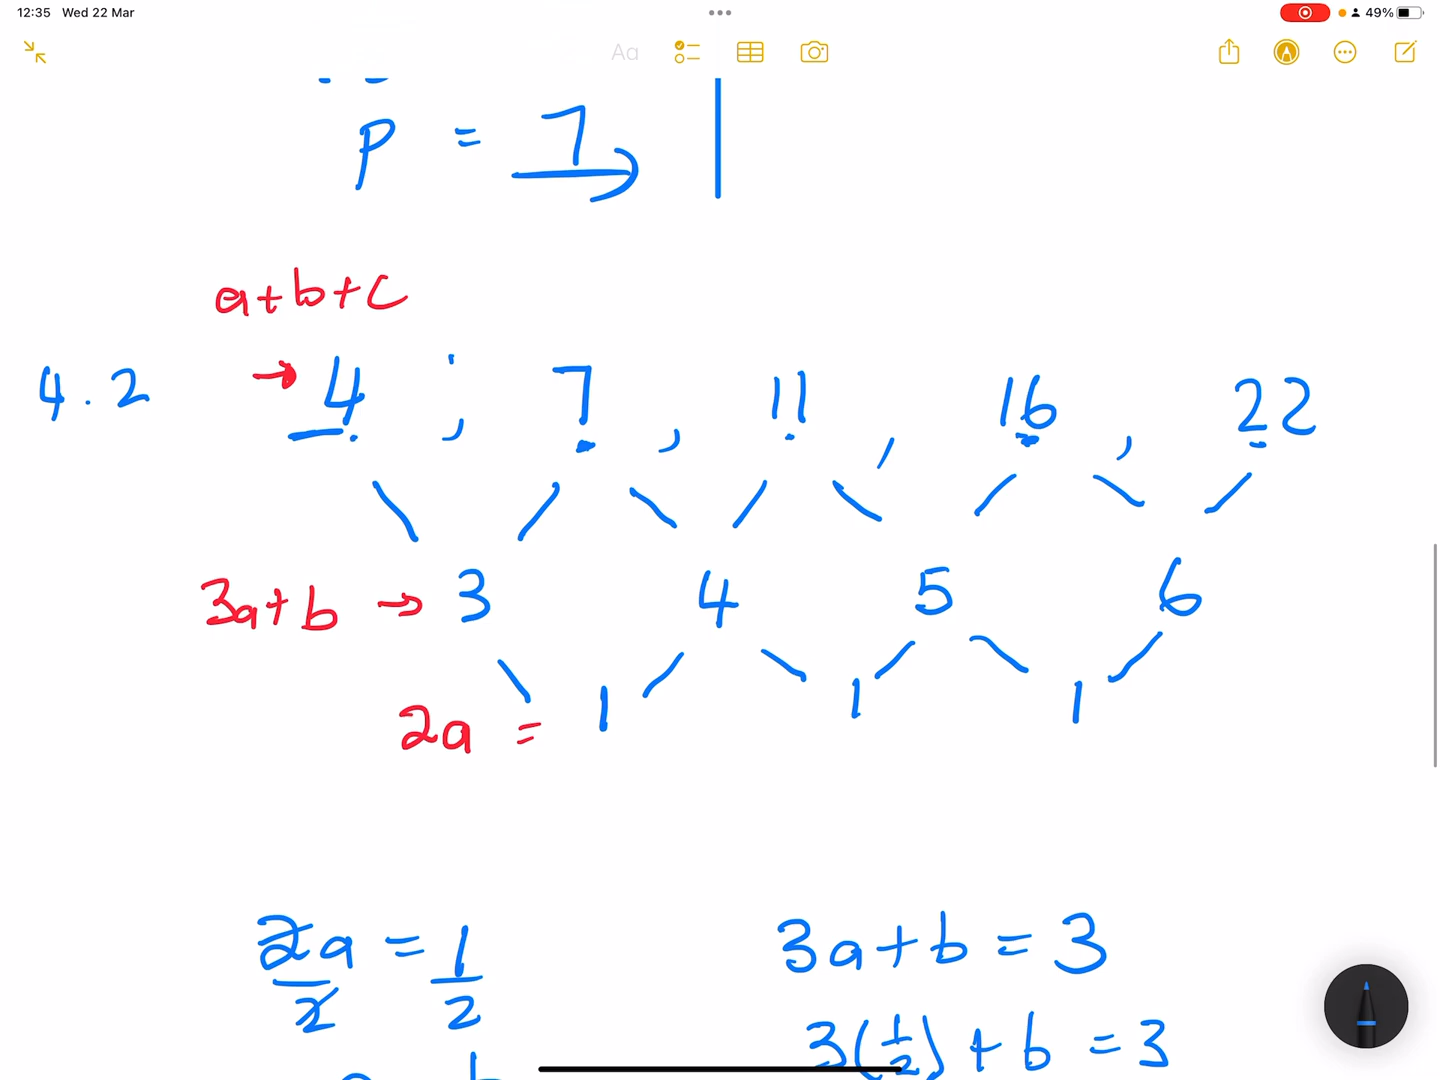 12:35 Wed 22 Mar
49%
Aa
p = 7
a+b+c
4.2 → 4 ; 7 , 11 , 16 , 22
3a+b → 3 4 5 6
2a = 1 1 1
2a/2 = 1/2
3a+b = 3
3(1/2) + b = 3